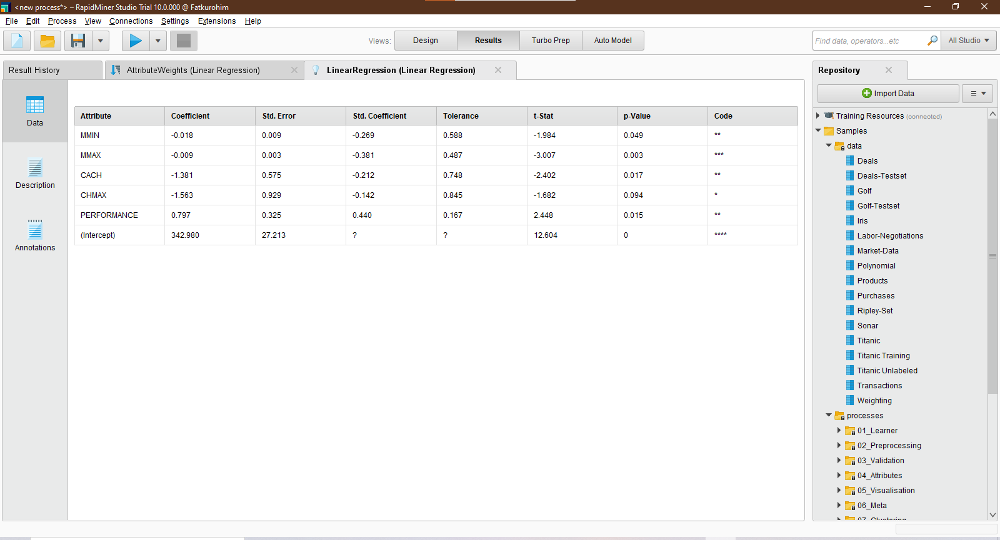 <new process*> – RapidMiner Studio Trial 10.0.000 @ Fatkurohim
File Edit Process View Connections Settings Extensions Help
Views: Design Results Turbo Prep Auto Model
Find data, operators...etc
All Studio
Result History
AttributeWeights (Linear Regression)
LinearRegression (Linear Regression)
Data
Description
Annotations
Attribute Coefficient Std. Error Std. Coefficient Tolerance t-Stat p-Value Code
MMIN -0.018 0.009 -0.269 0.588 -1.984 0.049 **
MMAX -0.009 0.003 -0.381 0.487 -3.007 0.003 ***
CACH -1.381 0.575 -0.212 0.748 -2.402 0.017 **
CHMAX -1.563 0.929 -0.142 0.845 -1.682 0.094 *
PERFORMANCE 0.797 0.325 0.440 0.167 2.448 0.015 **
(Intercept) 342.980 27.213 ? ? 12.604 0 ****
Repository
Import Data
Training Resources (connected)
Samples
data
Deals
Deals-Testset
Golf
Golf-Testset
Iris
Labor-Negotiations
Market-Data
Polynomial
Products
Purchases
Ripley-Set
Sonar
Titanic
Titanic Training
Titanic Unlabeled
Transactions
Weighting
processes
01_Learner
02_Preprocessing
03_Validation
04_Attributes
05_Visualisation
06_Meta
07_Clustering